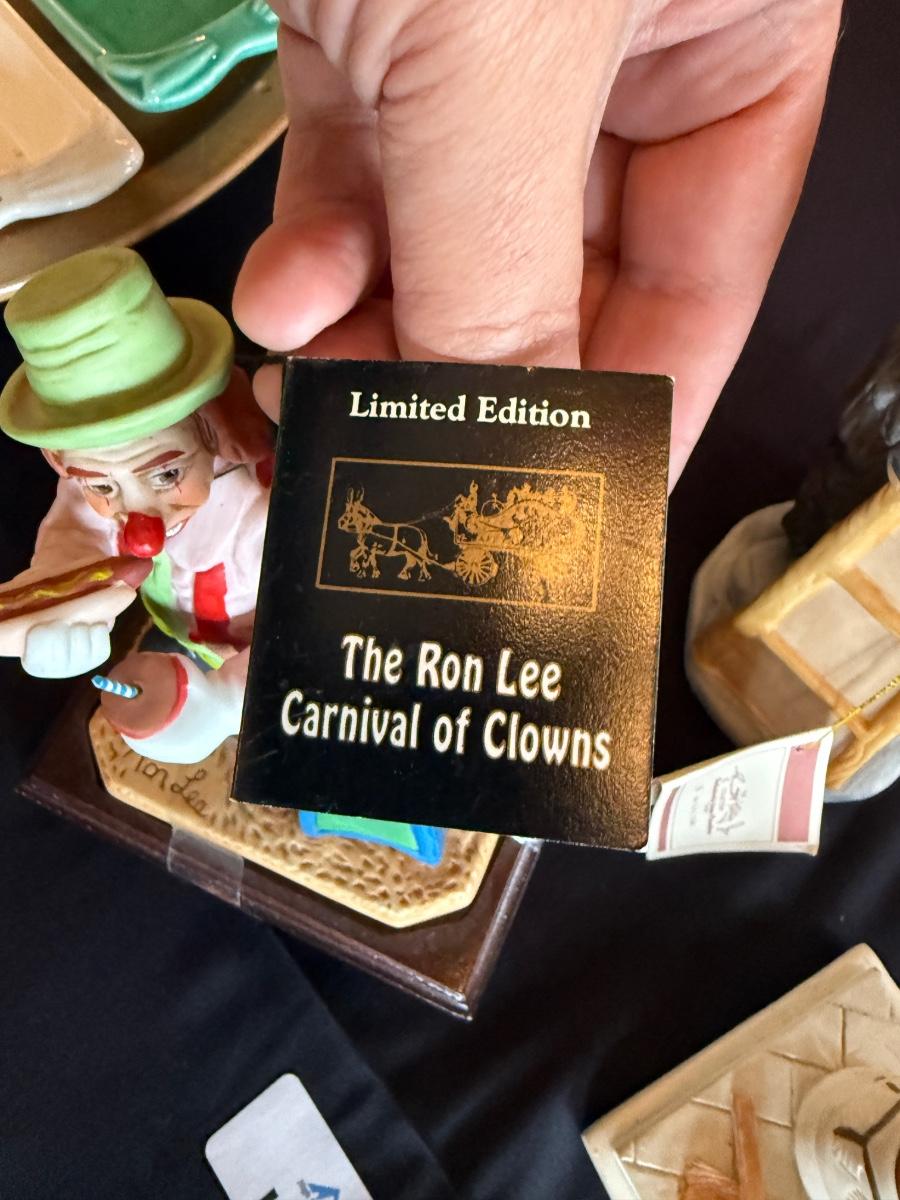 Limited Edition
The Ron Lee
Carnival of Clowns
Ron Lee